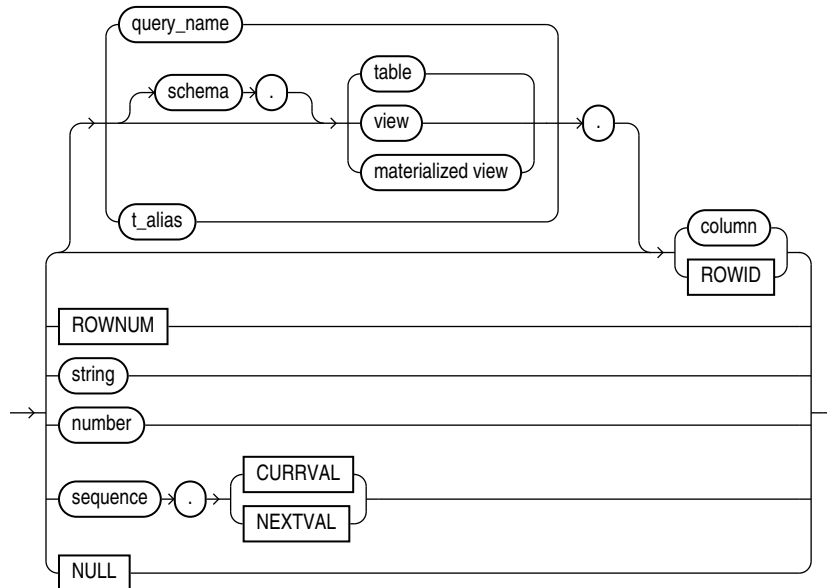 query_name
schema . table
view .
materialized view
t_alias
column
ROWID
ROWNUM
string
number
sequence . CURRVAL
NEXTVAL
NULL